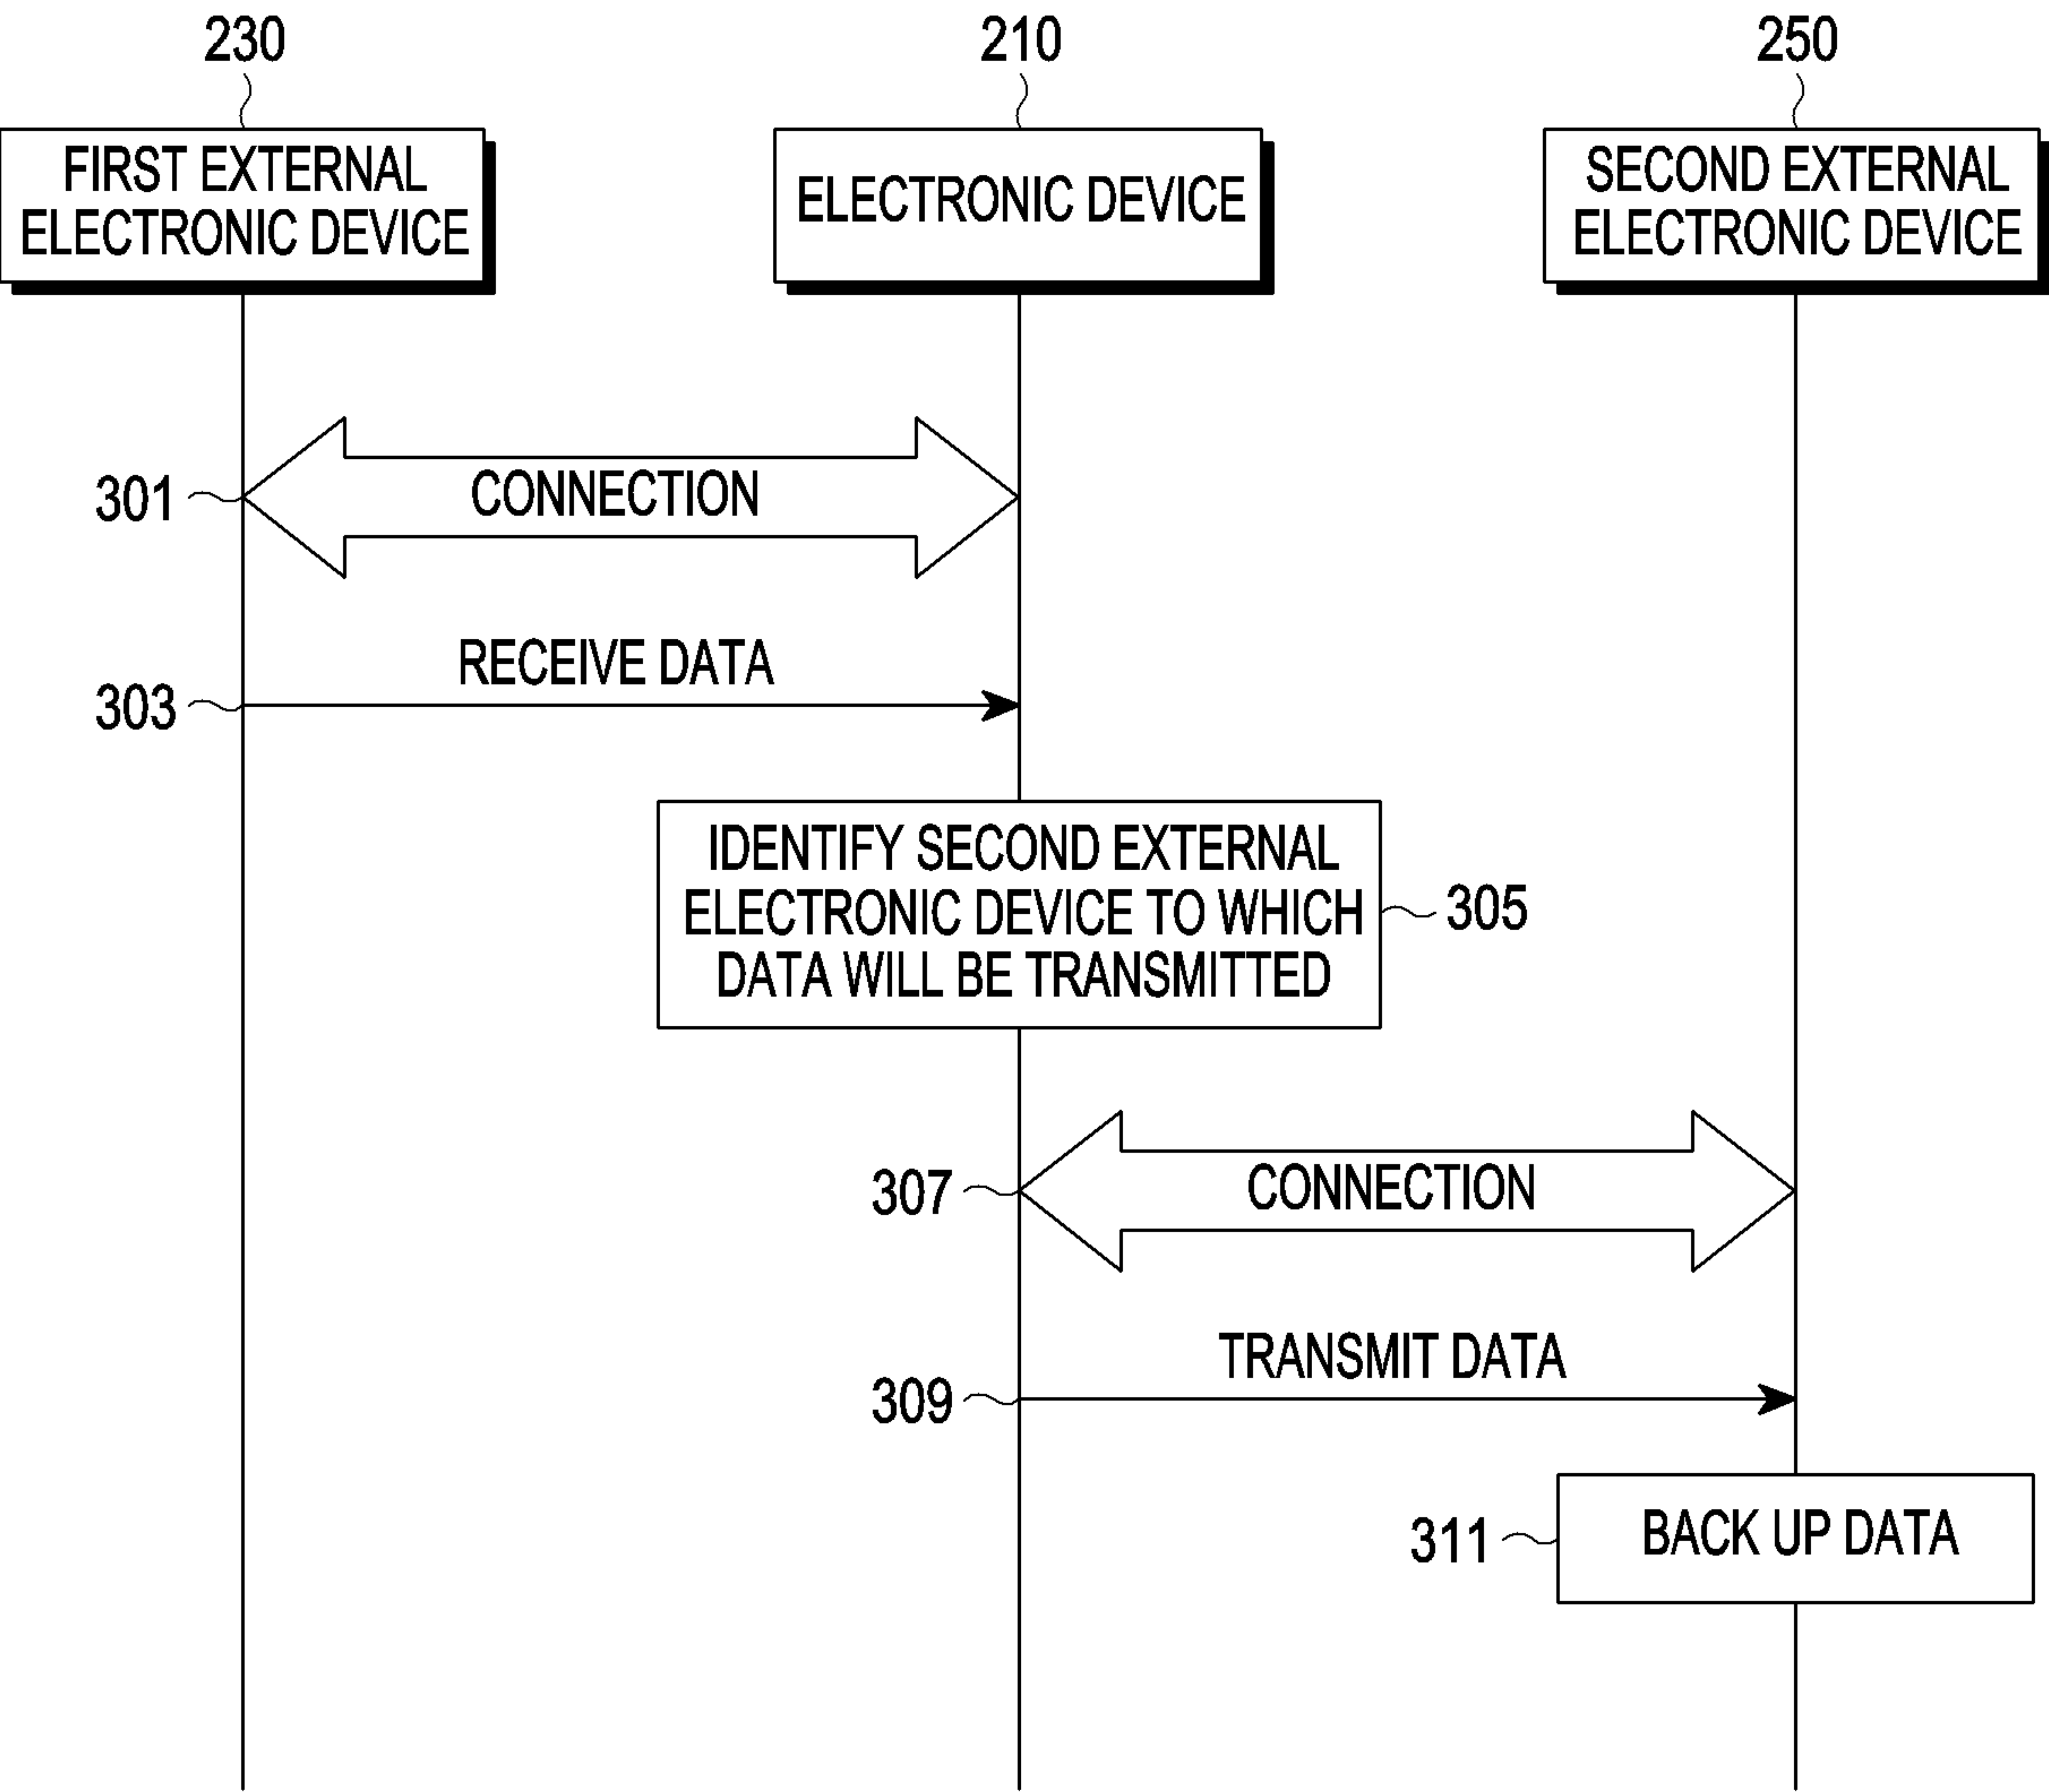 230
210
250
FIRST EXTERNAL
ELECTRONIC DEVICE
ELECTRONIC DEVICE
SECOND EXTERNAL
ELECTRONIC DEVICE
301
CONNECTION
RECEIVE DATA
303
IDENTIFY SECOND EXTERNAL
ELECTRONIC DEVICE TO WHICH
DATA WILL BE TRANSMITTED
305
307
CONNECTION
TRANSMIT DATA
309
311
BACK UP DATA